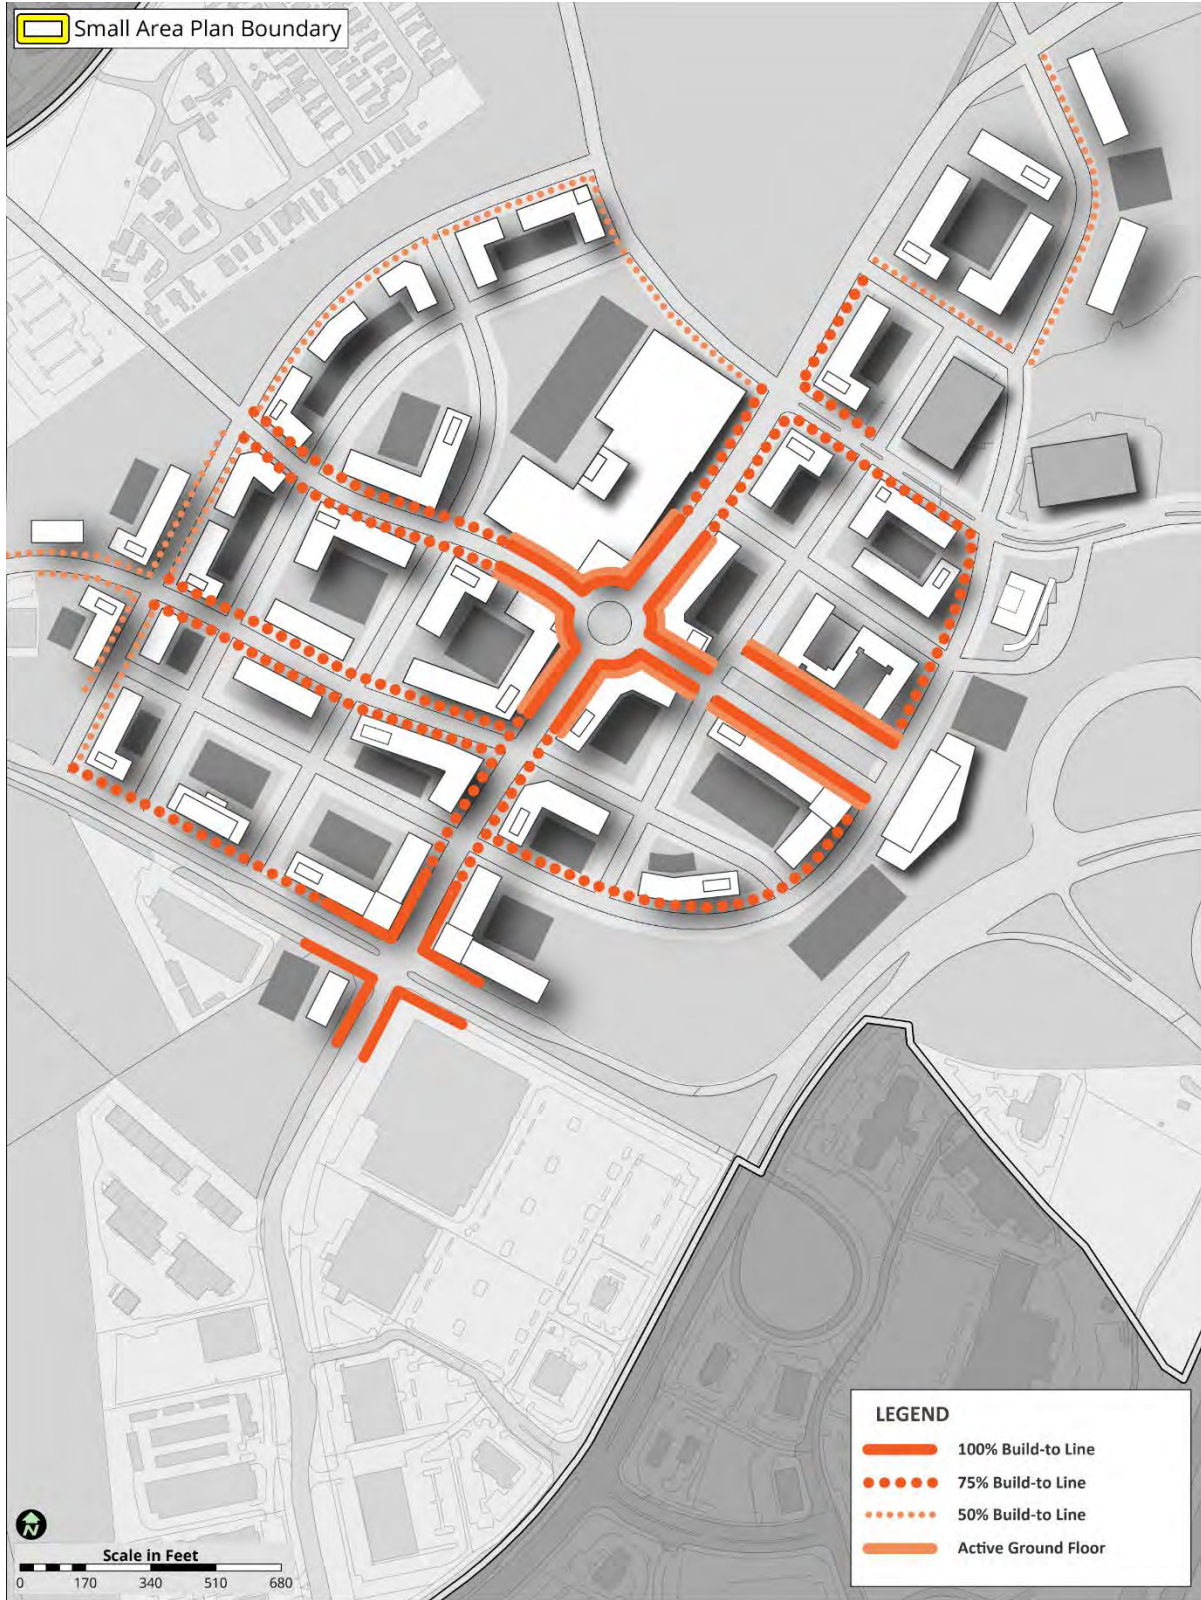 Small Area Plan Boundary
LEGEND
100% Build-to Line
75% Build-to Line
50% Build-to Line
Active Ground Floor
N
Scale in Feet
0 170 340 510 680